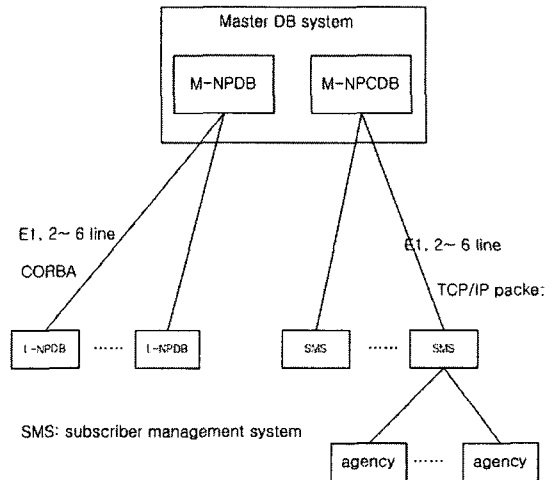 Master DB system
M-NPDB
M-NPCDB
E1, 2~ 6 line
CORBA
E1, 2~ 6 line
TCP/IP packet
L-NPDB ...... L-NPDB
SMS ...... SMS
SMS: subscriber management system
agency ...... agency